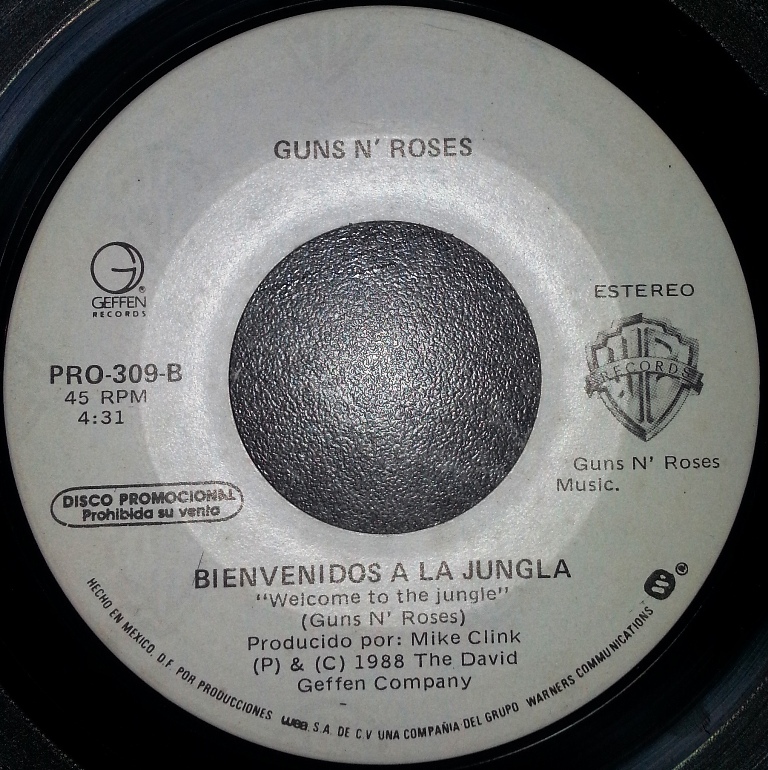 GUNS N' ROSES
GEFFEN
RECORDS
ESTEREO
WB
RECORDS
PRO-309-B
45 RPM
4:31
Guns N' Roses
Music.
DISCO PROMOCIONAL
Prohibida su venta
BIENVENIDOS A LA JUNGLA
"Welcome to the jungle"
(Guns N' Roses)
Producido por: Mike Clink
(P) & (C) 1988 The David
Geffen Company
HECHO EN MEXICO. D.F. POR PRODUCCIONES wea S.A. DE C.V UNA COMPAÑIA DEL GRUPO WARNERS COMMUNICATIONS ®